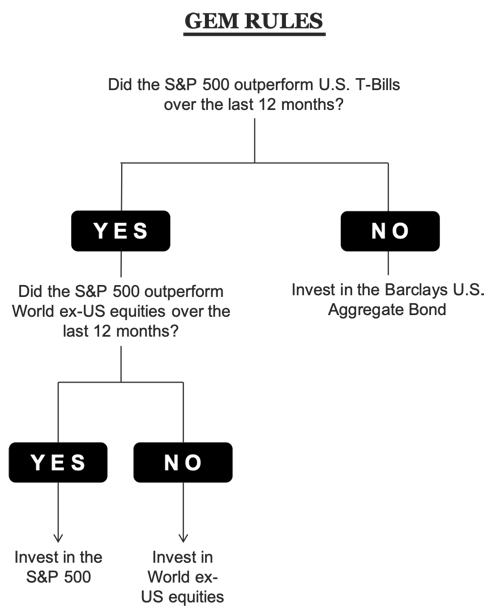 GEM RULES
Did the S&P 500 outperform U.S. T-Bills
over the last 12 months?
YES
NO
Did the S&P 500 outperform
World ex-US equities over the
last 12 months?
Invest in the Barclays U.S.
Aggregate Bond
YES
NO
Invest in the
S&P 500
Invest in
World ex-
US equities